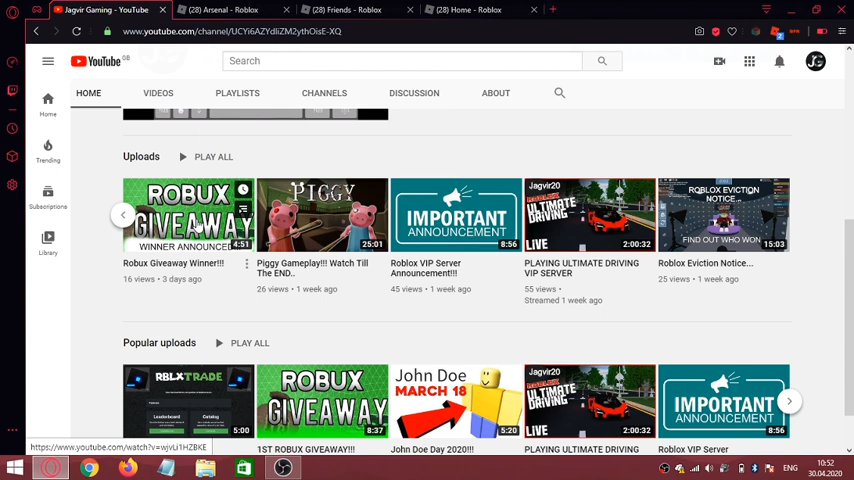 Jagvir Gaming - YouTube
Arsenal - Roblox
Friends - Roblox
Home - Roblox
www.youtube.com/channel/UCYi6AZYdliZM2ythOisE-XQ
YouTube GB
Search
HOME
VIDEOS
PLAYLISTS
CHANNELS
DISCUSSION
ABOUT
Home
Trending
Subscriptions
Library
Uploads
PLAY ALL
ROBUX
GIVEAWAY
WINNER ANNOUNCED
4:51
PIGGY
25:01
IMPORTANT
ANNOUNCEMENT
8:56
Jagvir20
ROBLOX
ULTIMATE
DRIVING
LIVE
2:00:32
ROBLOX EVICTION
NOTICE...
FIND OUT WHO WON
15:03
Robux Giveaway Winner!!!
16 views • 3 days ago
Piggy Gameplay!!! Watch Till
The END..
26 views • 1 week ago
Roblox VIP Server
Announcement!!!
45 views • 1 week ago
PLAYING ULTIMATE DRIVING
VIP SERVER
55 views •
Streamed 1 week ago
Roblox Eviction Notice...
25 views • 1 week ago
Popular uploads
PLAY ALL
RBLXTRADE
Leaderboard
Catalog
5:00
ROBUX
GIVEAWAY
8:37
John Doe
MARCH 18
5:20
Jagvir20
ROBLOX
ULTIMATE
DRIVING
LIVE
2:00:32
IMPORTANT
ANNOUNCEMENT
8:56
1ST ROBUX GIVEAWAY!!!
John Doe Day 2020!!!
PLAYING ULTIMATE DRIVING
Roblox VIP Server
https://www.youtube.com/watch?v=wjvLi1HZBKE
ENG
10:52
30.04.2020